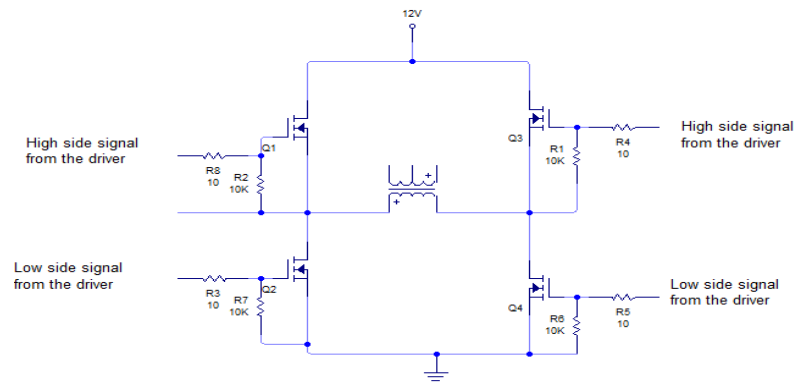 12V
High side signal
from the driver
R8
10
R2
10K
Q1
+
+
Q3
R1
10K
R4
10
High side signal
from the driver
Low side signal
from the driver
R3
10
R7
10K
Q2
Q4
R6
10K
R5
10
Low side signal
from the driver